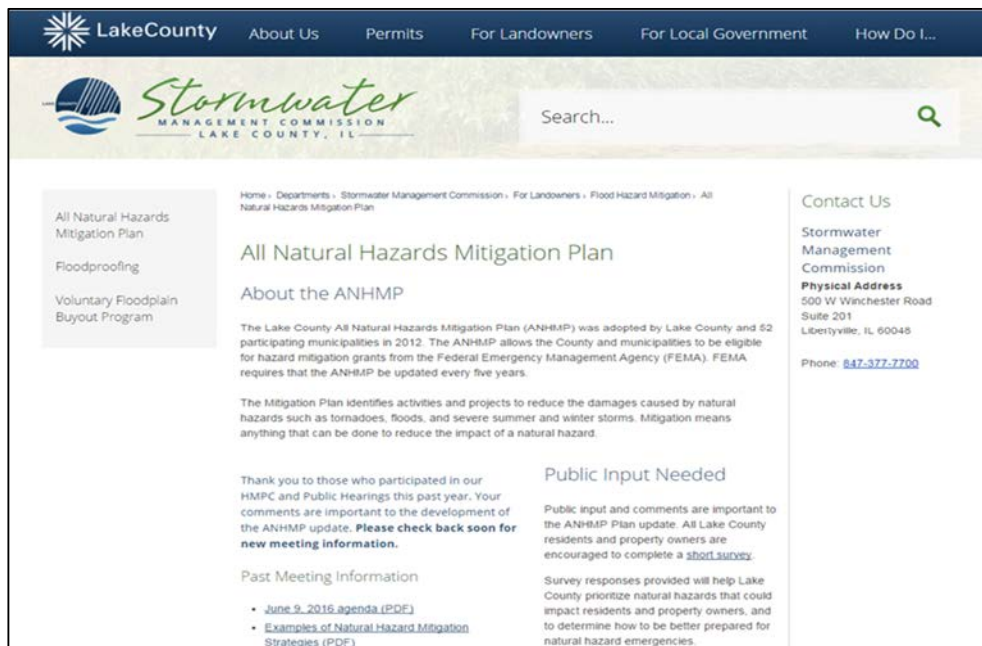 LakeCounty
About Us
Permits
For Landowners
For Local Government
How Do I...
Stormwater
MANAGEMENT COMMISSION
LAKE COUNTY, IL
Search...
All Natural Hazards
Mitigation Plan
Floodproofing
Voluntary Floodplain
Buyout Program
Home › Departments › Stormwater Management Commission › For Landowners › Flood Hazard Mitigation › All
Natural Hazards Mitigation Plan
All Natural Hazards Mitigation Plan
About the ANHMP
The Lake County All Natural Hazards Mitigation Plan (ANHMP) was adopted by Lake County and 52
participating municipalities in 2012. The ANHMP allows the County and municipalities to be eligible
for hazard mitigation grants from the Federal Emergency Management Agency (FEMA). FEMA
requires that the ANHMP be updated every five years.
The Mitigation Plan identifies activities and projects to reduce the damages caused by natural
hazards such as tornadoes, floods, and severe summer and winter storms. Mitigation means
anything that can be done to reduce the impact of a natural hazard.
Thank you to those who participated in our
HMPC and Public Hearings this past year. Your
comments are important to the development of
the ANHMP update. Please check back soon for
new meeting information.
Past Meeting Information
• June 9, 2016 agenda (PDF)
• Examples of Natural Hazard Mitigation
Strategies (PDF)
Public Input Needed
Public input and comments are important to
the ANHMP Plan update. All Lake County
residents and property owners are
encouraged to complete a short survey.
Survey responses provided will help Lake
County prioritize natural hazards that could
impact residents and property owners, and
to determine how to be better prepared for
natural hazard emergencies.
Contact Us
Stormwater
Management
Commission
Physical Address
500 W Winchester Road
Suite 201
Libertyville, IL 60048
Phone: 847-377-7700